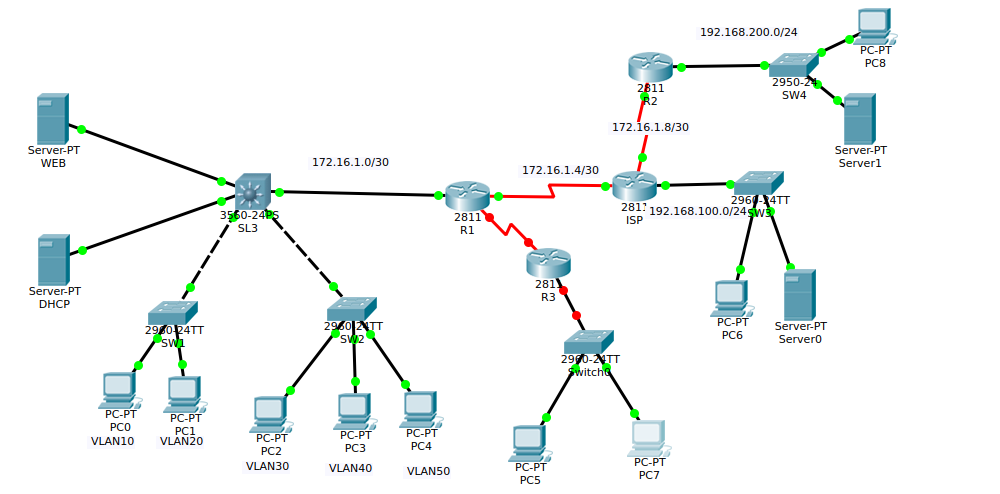 192.168.200.0/24
PC-PT
PC8
2950-24
SW4
2811
R2
Server-PT
Server1
172.16.1.8/30
Server-PT
WEB
172.16.1.0/30
172.16.1.4/30
3560-24PS
SL3
2811
R1
2811
ISP
192.168.100.0/24
2960-24TT
SW3
Server-PT
DHCP
2811
R3
PC-PT
PC6
Server-PT
Server0
2960-24TT
SW1
2960-24TT
SW2
2960-24TT
Switch0
PC-PT
PC0
VLAN10
PC-PT
PC1
VLAN20
PC-PT
PC2
VLAN30
PC-PT
PC3
VLAN40
PC-PT
PC4
VLAN50
PC-PT
PC5
PC-PT
PC7